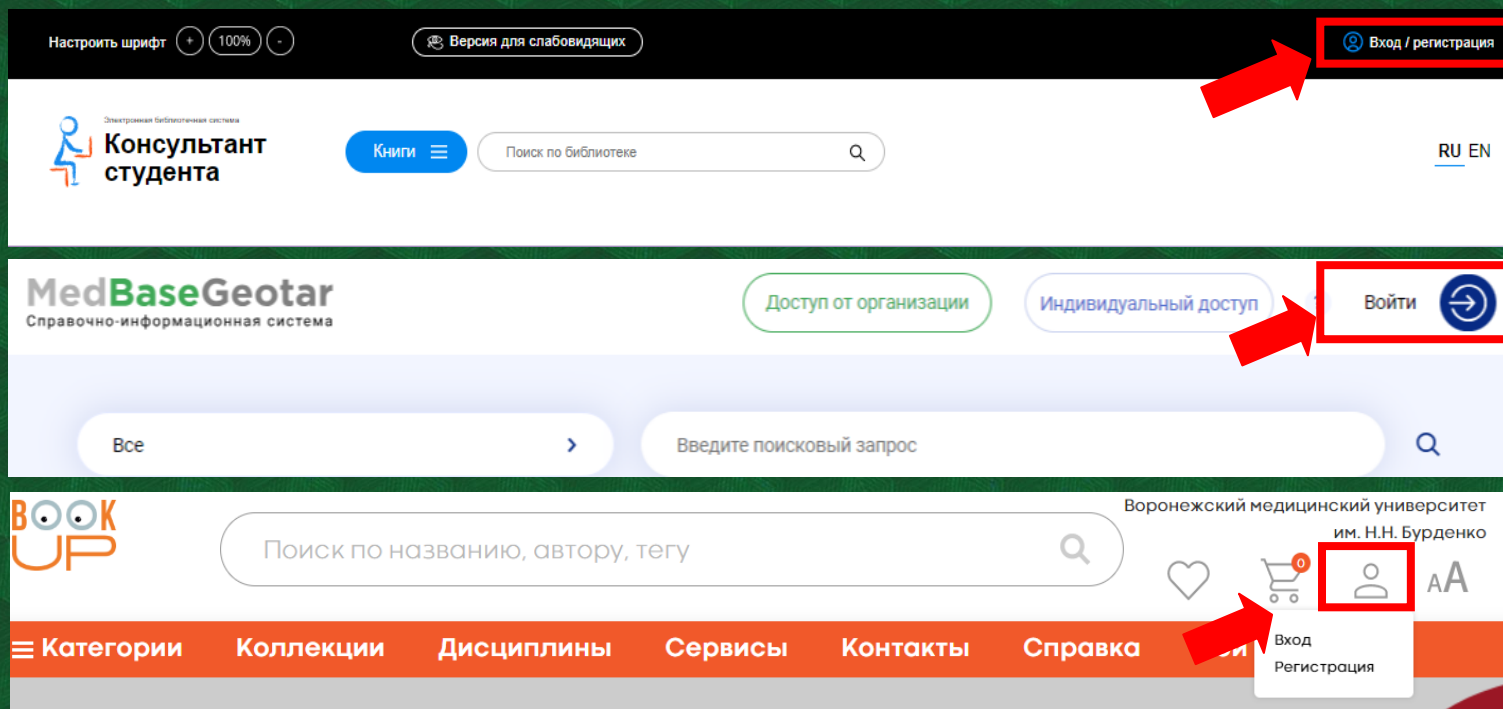 Настроить шрифт + 100% - Версия для слабовидящих Вход / регистрация
Электронная библиотечная система
Консультант
студента
Книги Поиск по библиотеке RU EN
MedBaseGeotar
Справочно-информационная система
Доступ от организации Индивидуальный доступ Войти
Все Введите поисковый запрос
BOOK
UP
Воронежский медицинский университет
им. Н.Н. Бурденко
Поиск по названию, автору, тегу
0
AA
Категории Коллекции Дисциплины Сервисы Контакты Справка
Вход
Регистрация